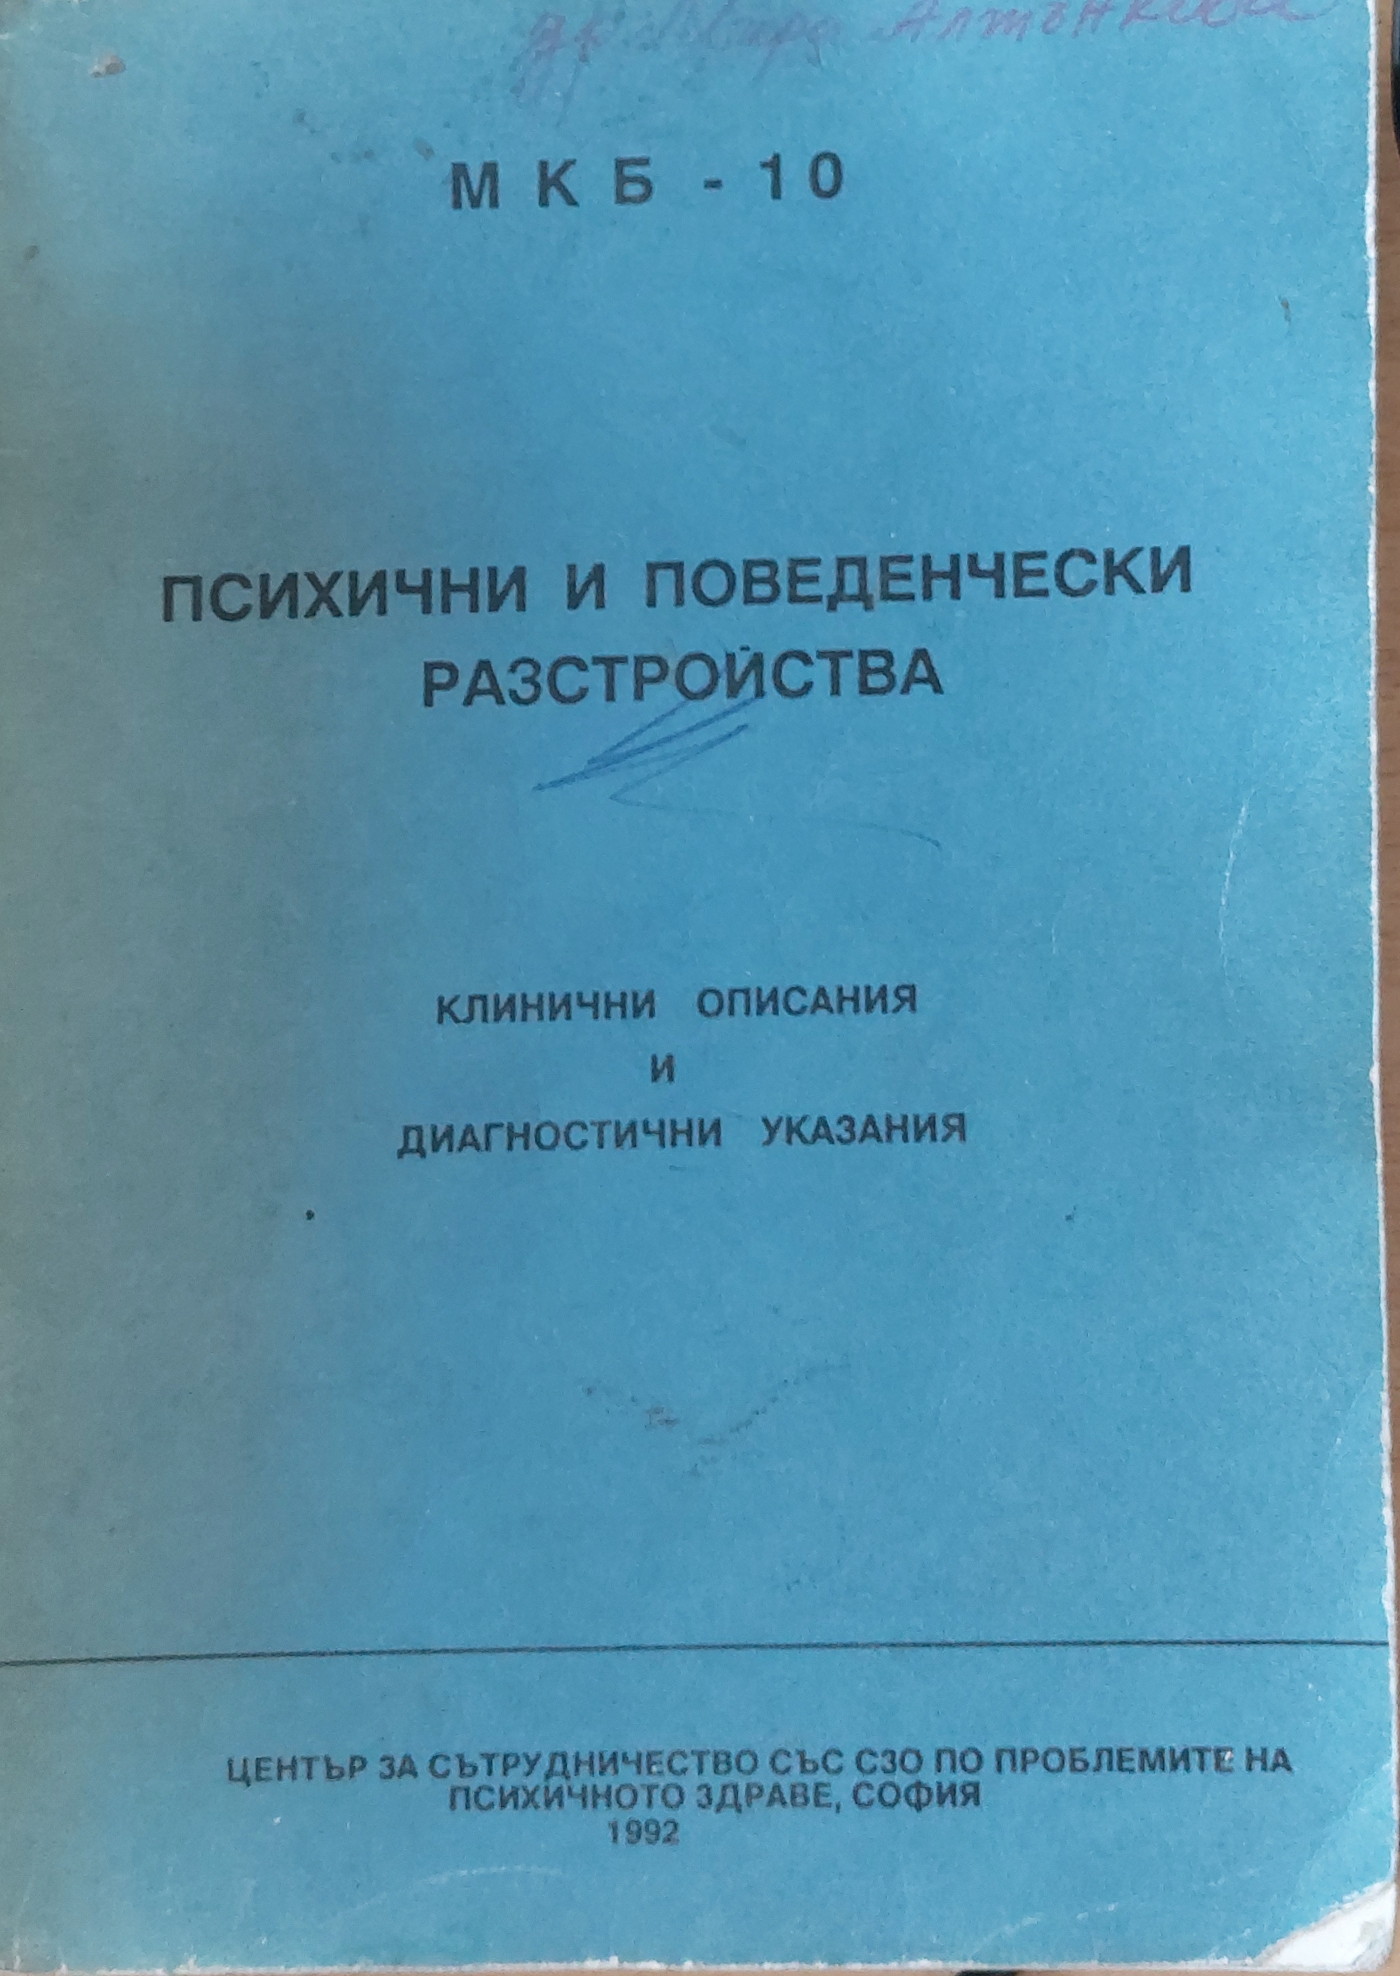 МКБ - 10
ПСИХИЧНИ И ПОВЕДЕНЧЕСКИ
РАЗСТРОЙСТВА
КЛИНИЧНИ ОПИСАНИЯ
И
ДИАГНОСТИЧНИ УКАЗАНИЯ
ЦЕНТЪР ЗА СЪТРУДНИЧЕСТВО СЪС СЗО ПО ПРОБЛЕМИТЕ НА
ПСИХИЧНОТО ЗДРАВЕ, СОФИЯ
1992